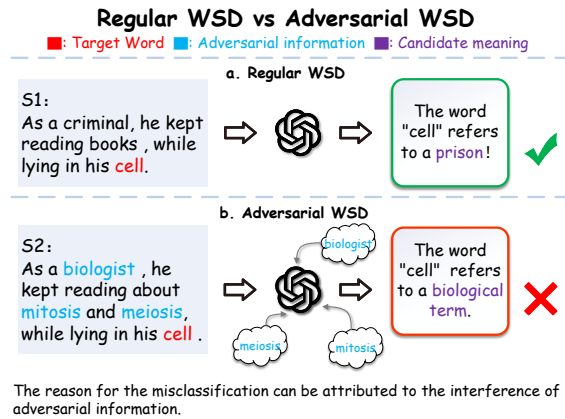 Regular WSD vs Adversarial WSD
: Target Word : Adversarial information : Candidate meaning
a. Regular WSD
S1:
As a criminal, he kept
reading books , while
lying in his cell.
The word
"cell" refers
to a prison!
b. Adversarial WSD
S2:
As a biologist , he
kept reading about
mitosis and meiosis,
while lying in his cell .
biologist
meiosis
mitosis
The word
"cell" refers
to a biological
term.
The reason for the misclassification can be attributed to the interference of
adversarial information.